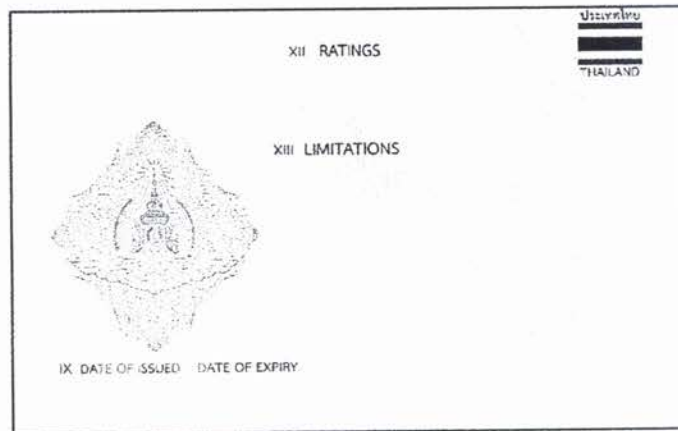 ประเทศไทย
XII RATINGS
THAILAND
XIII LIMITATIONS
IX DATE OF ISSUED DATE OF EXPIRY